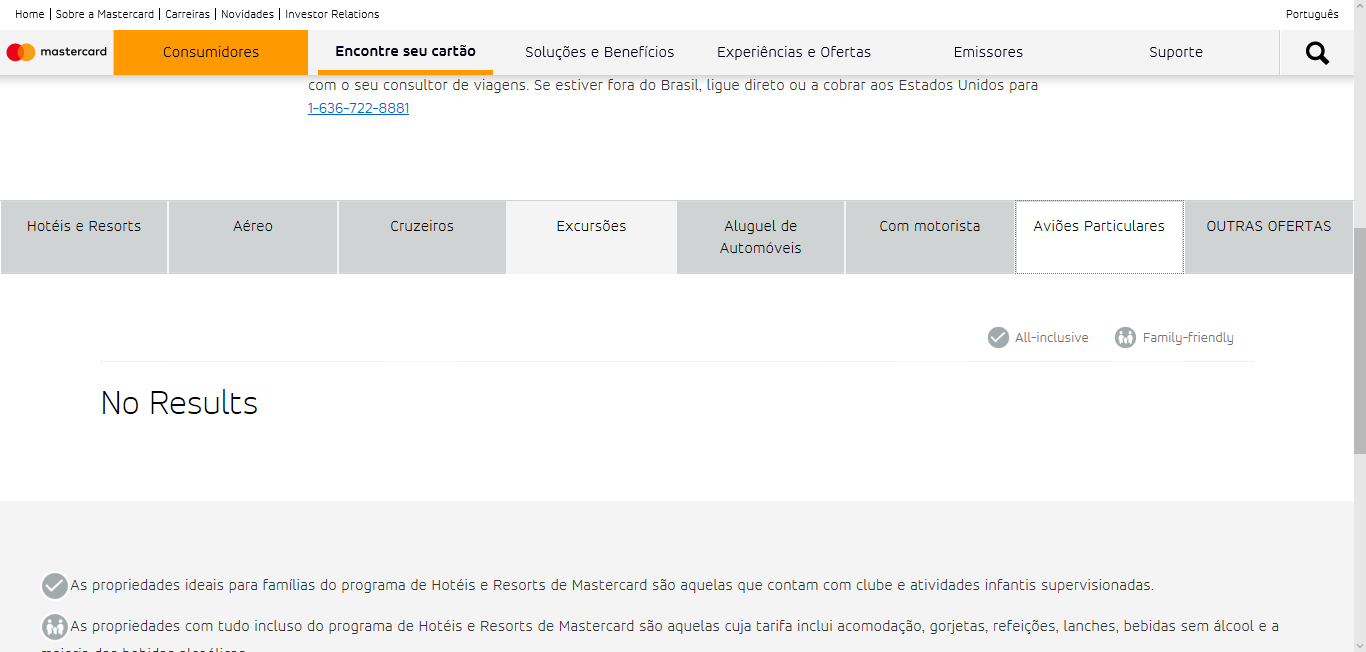 Home | Sobre a Mastercard | Carreiras | Novidades | Investor Relations
Português
mastercard
Consumidores
Encontre seu cartão
Soluções e Benefícios
Experiências e Ofertas
Emissores
Suporte
com o seu consultor de viagens. Se estiver fora do Brasil, ligue direto ou a cobrar aos Estados Unidos para
1-636-722-8881
Hotéis e Resorts
Aéreo
Cruzeiros
Excursões
Aluguel de
Automóveis
Com motorista
Aviões Particulares
OUTRAS OFERTAS
All-inclusive
Family-friendly
No Results
As propriedades ideais para famílias do programa de Hotéis e Resorts de Mastercard são aquelas que contam com clube e atividades infantis supervisionadas.
As propriedades com tudo incluso do programa de Hotéis e Resorts de Mastercard são aquelas cuja tarifa inclui acomodação, gorjetas, refeições, lanches, bebidas sem álcool e a
maioria das bebidas alcoólicas.